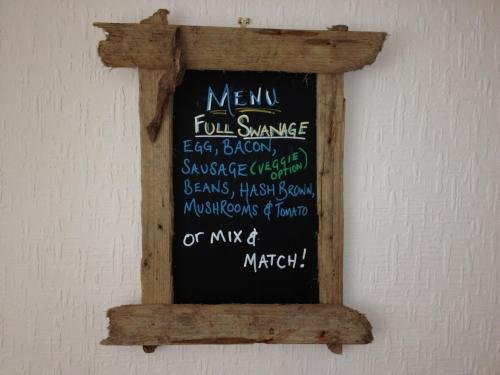 MENU
FULL SWANAGE
EGG, BACON,
SAUSAGE (VEGGIE OPTION)
BEANS, HASH BROWN,
MUSHROOMS & TOMATO
OR MIX &
MATCH!